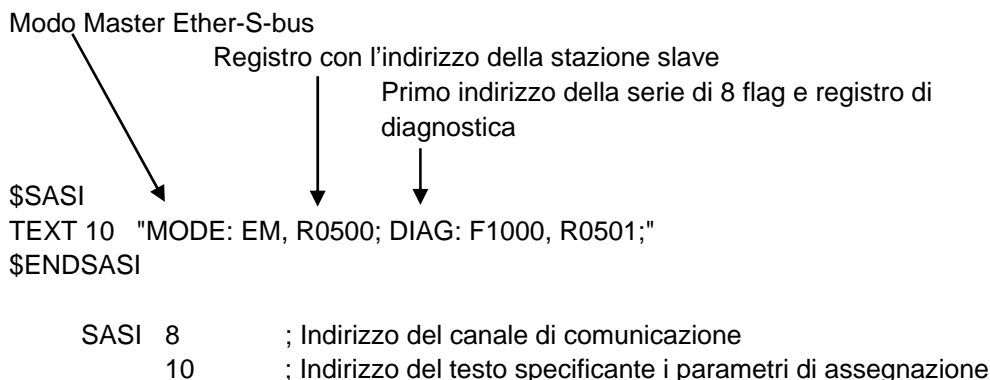 Modo Master Ether-S-bus
Registro con l’indirizzo della stazione slave
Primo indirizzo della serie di 8 flag e registro di
diagnostica
$SASI
TEXT 10 "MODE: EM, R0500; DIAG: F1000, R0501;"
$ENDSASI
SASI 8 ; Indirizzo del canale di comunicazione
10 ; Indirizzo del testo specificante i parametri di assegnazione